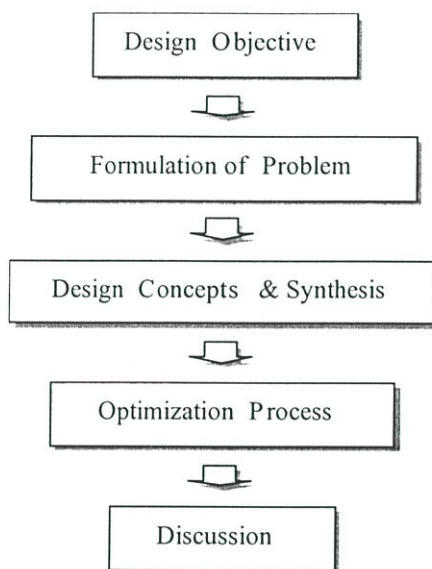 Design Objective
Formulation of Problem
Design Concepts & Synthesis
Optimization Process
Discussion